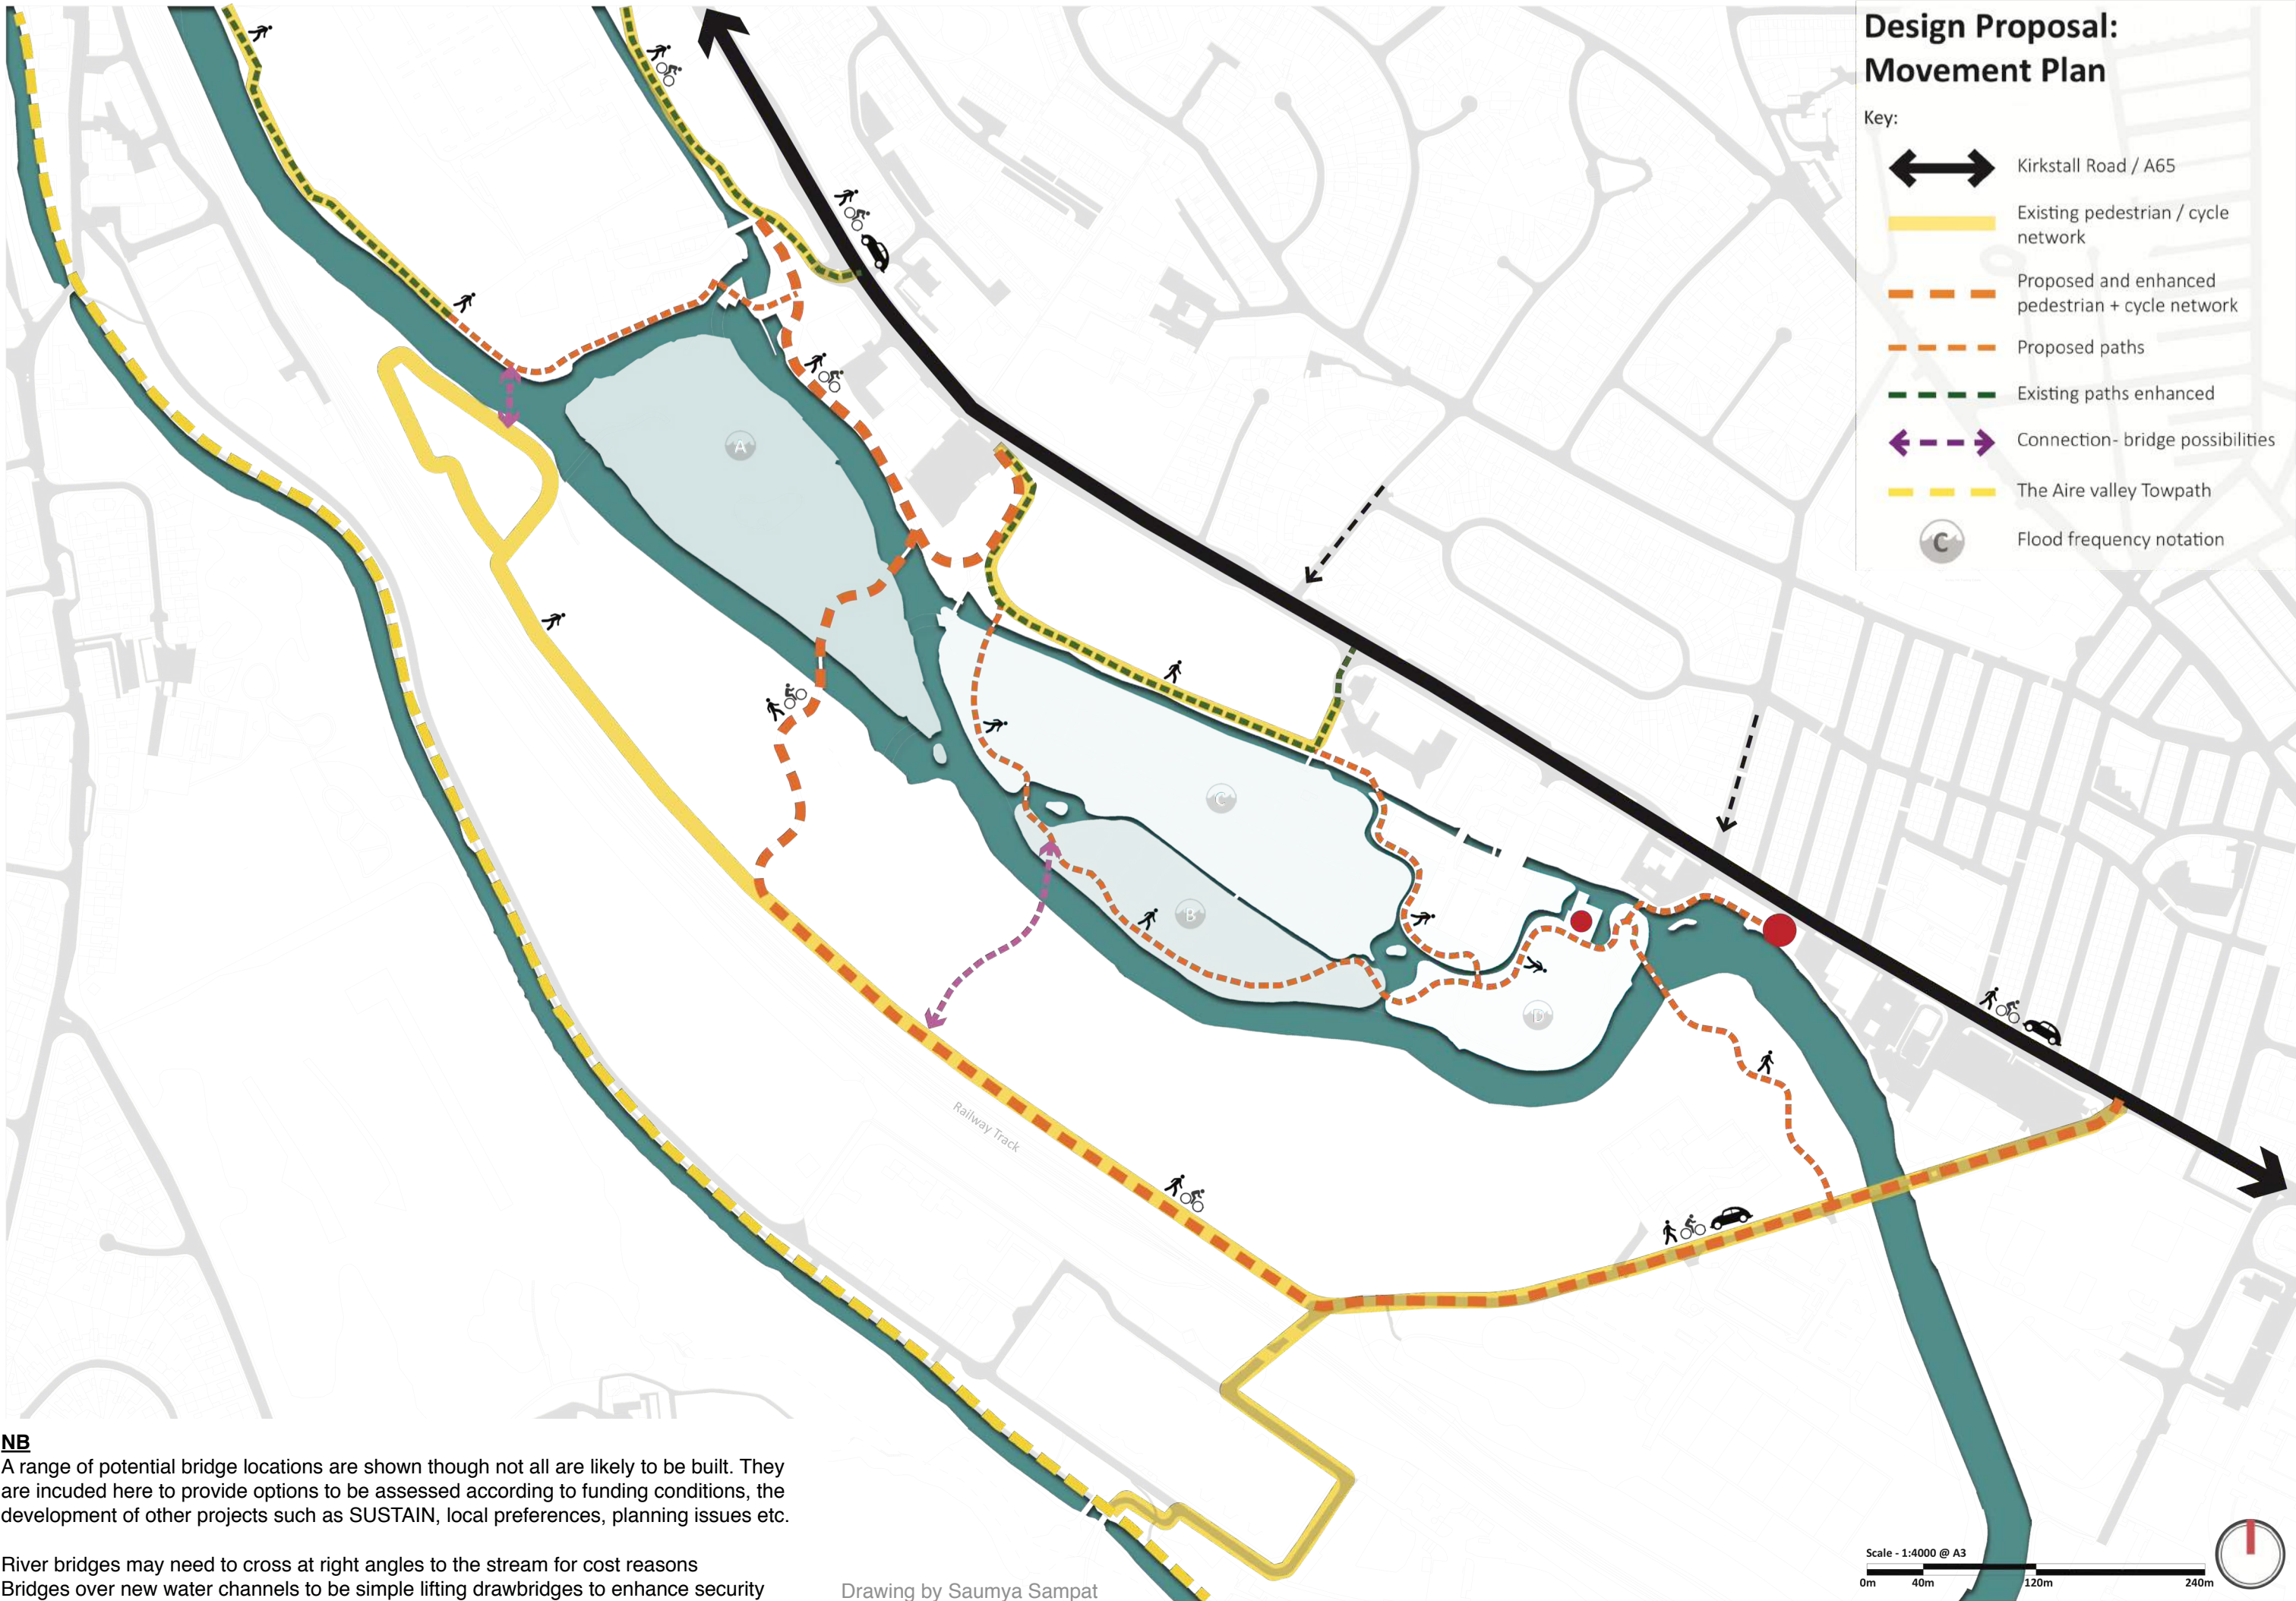 Design Proposal:
Movement Plan
Key:
Kirkstall Road / A65
Existing pedestrian / cycle
network
Proposed and enhanced
pedestrian + cycle network
Proposed paths
Existing paths enhanced
Connection- bridge possibilities
The Aire valley Towpath
C
Flood frequency notation
A
C
B
D
Railway Track
NB
A range of potential bridge locations are shown though not all are likely to be built. They
are incuded here to provide options to be assessed according to funding conditions, the
development of other projects such as SUSTAIN, local preferences, planning issues etc.
River bridges may need to cross at right angles to the stream for cost reasons
Bridges over new water channels to be simple lifting drawbridges to enhance security
Drawing by Saumya Sampat
Scale - 1:4000 @ A3
0m 40m 120m 240m